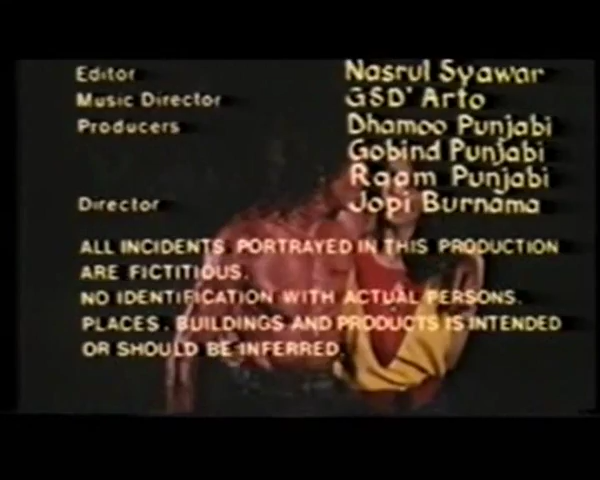 Editor Nasrul Syawar
Music Director GSD' Arto
Producers Dhamoo Punjabi
Gobind Punjabi
Raam Punjabi
Director Jopi Burnama
ALL INCIDENTS PORTRAYED IN THIS PRODUCTION
ARE FICTITIOUS.
NO IDENTIFICATION WITH ACTUAL PERSONS.
PLACES. BUILDINGS AND PRODUCTS IS INTENDED
OR SHOULD BE INFERRED.